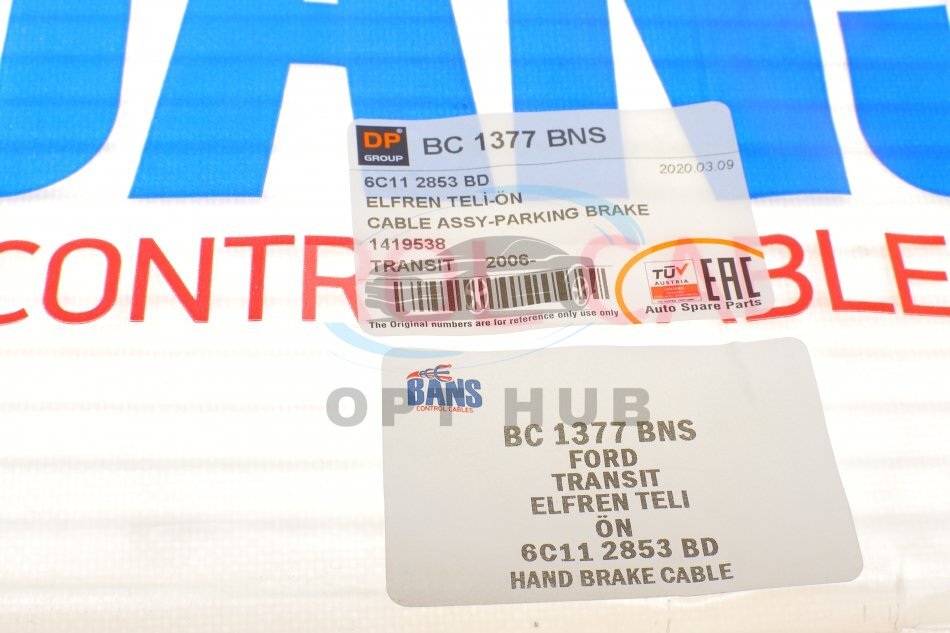 BANS
CONTROL CABLE
DP GROUP
BC 1377 BNS
2020.03.09
6C11 2853 BD
ELFREN TELİ-ÖN
CABLE ASSY-PARKING BRAKE
1419538
TRANSIT 2006-
The Original numbers are for reference only use only
TÜV
AUSTRIA
EAC
Auto Spare Parts
OPT HUB
BANS
CONTROL CABLES
BC 1377 BNS
FORD
TRANSIT
ELFREN TELI
ÖN
6C11 2853 BD
HAND BRAKE CABLE